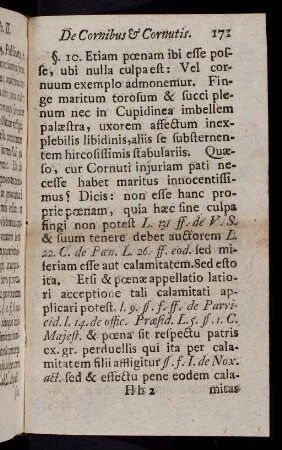 De Cornibus & Cornutis. 171
§. 10. Etiam pœnam ibi esse pos-
se, ubi nulla culpa est: Vel cor-
nuum exemplo admonemur. Fin-
ge maritum torosum & succi ple-
num nec in Cupidinea imbellem
palæstra, uxorem affectum inex-
plebilis libidinis, aliis se substernen-
tem hircosissimis stabulariis. Quæ-
so, cur Cornuti injuriam pati ne-
cesse habet maritus innocentissi-
mus? Dicis: non esse hanc pro-
prie pœnam, quia hæc sine culpa
fingi non potest L. 131 ff. de V. S.
& suum tenere debet auctorem L.
22. C. de Pœn. L. 26. ff. eod. sed mi-
seriam esse aut calamitatem. Sed esto
ita. Etsi & pœnæ appellatio latio-
ri acceptione tali calamitati ap-
plicari potest. l. 9. ff. f. ff. de Parri-
cid. l. 14. de offic. Præsid. L. 5. ff. 1. C.
Majest. & pœna sit respectu patris
ex. gr. perduellis qui ita per cala-
mitatem filii affligitur ff. f. I. de Nox.
act. sed & effectu pene eodem cala-
Hh 2 mitas